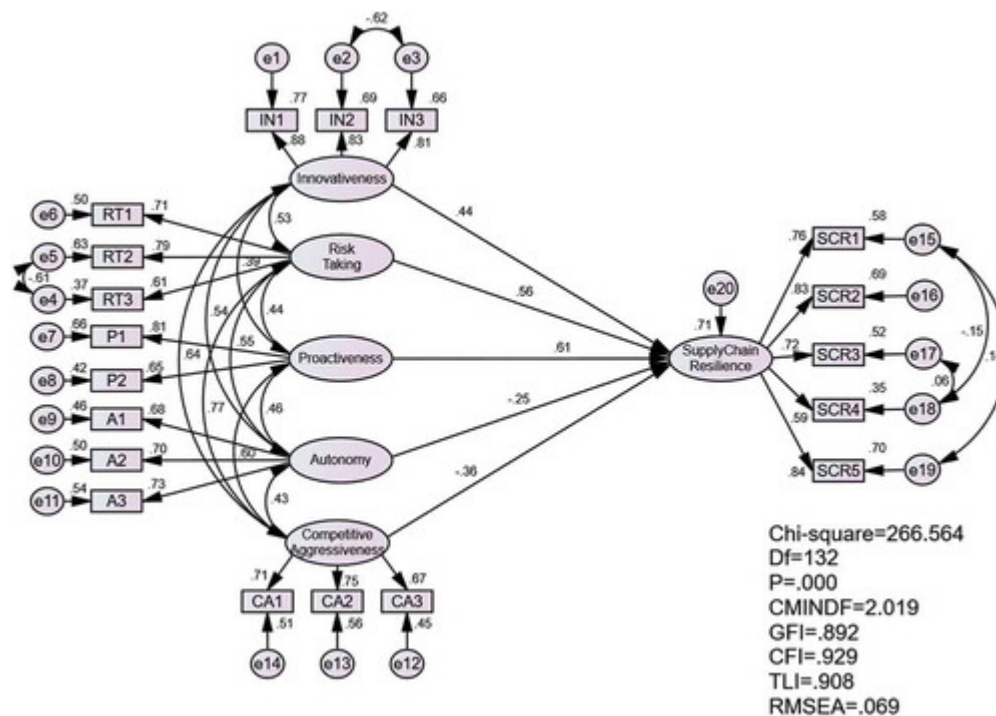 -.62
e1 e2 e3
.77 .69 .66
IN1 IN2 IN3
.88 .83 .81
Innovativeness
.53 .44
e6 .50 RT1 .71
e5 .63 RT2 .79
-.61
e4 .37 RT3 .61
Risk
Taking
.39
.44
.56
e7 .66 P1 .81
.54
.55
.64
Proactiveness
.61
e8 .42 P2 .65
.77
.46
e9 .46 A1 .68
-.25
e10 .50 A2 .70
.60
Autonomy
e11 .54 A3 .73
.43
-.36
Competitive
Aggressiveness
.71 .75 .67
CA1 CA2 CA3
.51 .56 .45
e14 e13 e12
e20
.71
SupplyChain
Resilience
.76 SCR1 .58 e15
.83 SCR2 .69 e16
-.15
.72 SCR3 .52 e17
.06
.59 SCR4 .35 e18
.84 SCR5 .70 e19
Chi-square=266.564
Df=132
P=.000
CMINDF=2.019
GFI=.892
CFI=.929
TLI=.908
RMSEA=.069